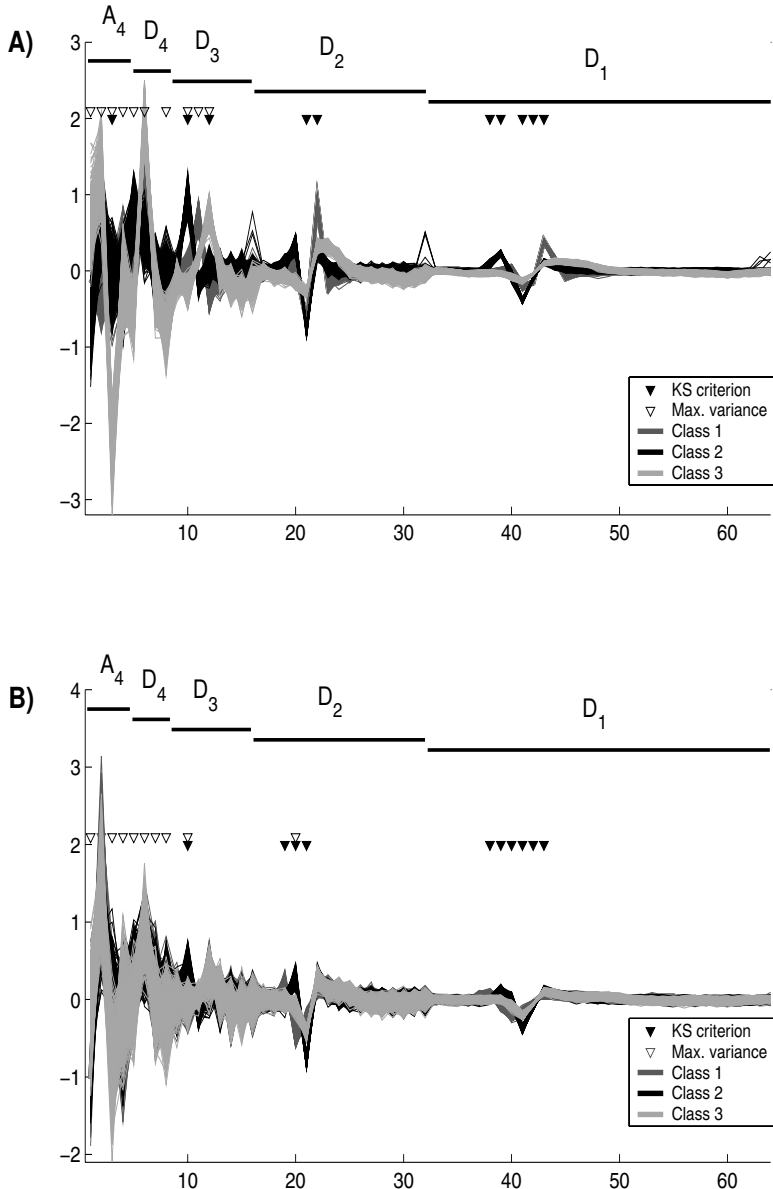 A)
A4
D4
D3
D2
D1
3
2
1
0
−1
−2
−3
10
20
30
40
50
60
KS criterion
Max. variance
Class 1
Class 2
Class 3
B)
A4
D4
D3
D2
D1
4
3
2
1
0
−1
−2
10
20
30
40
50
60
KS criterion
Max. variance
Class 1
Class 2
Class 3